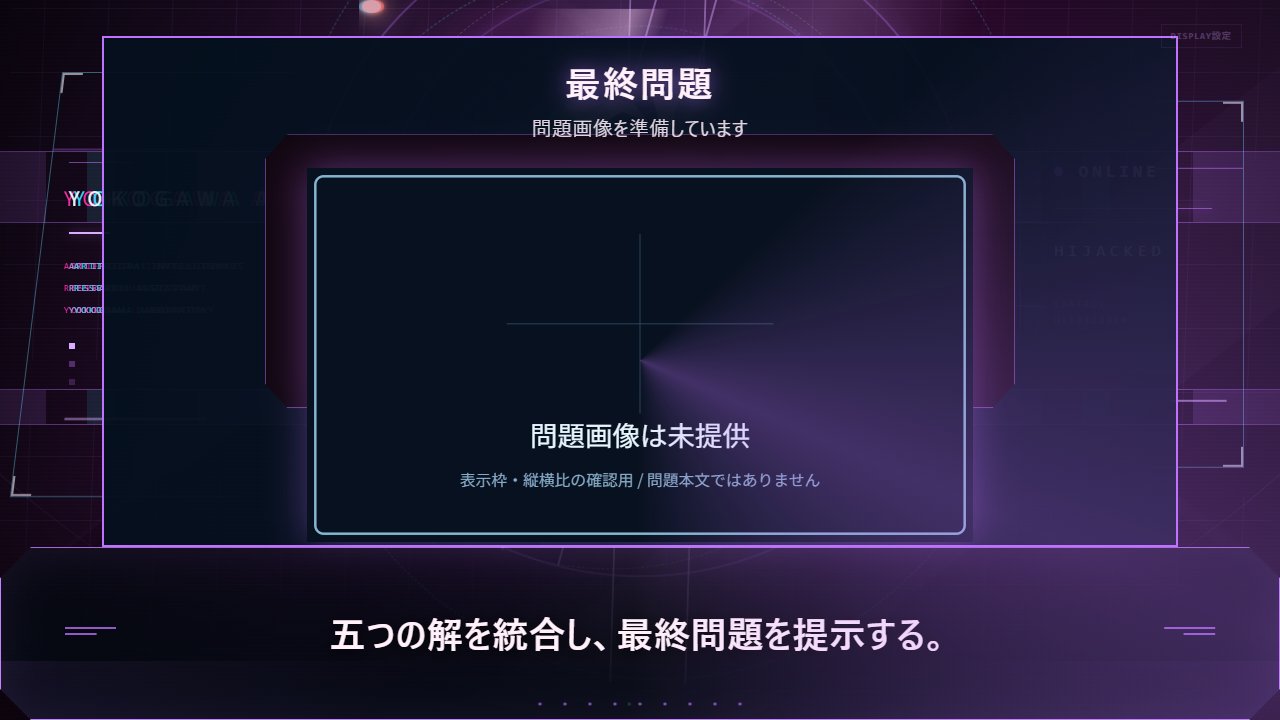 DISPLAY設定
最終問題
問題画像を準備しています
YOKOGAWA
ONLINE
HIJACKED
問題画像は未提供
表示枠・縦横比の確認用 / 問題本文ではありません
五つの解を統合し、最終問題を提示する。